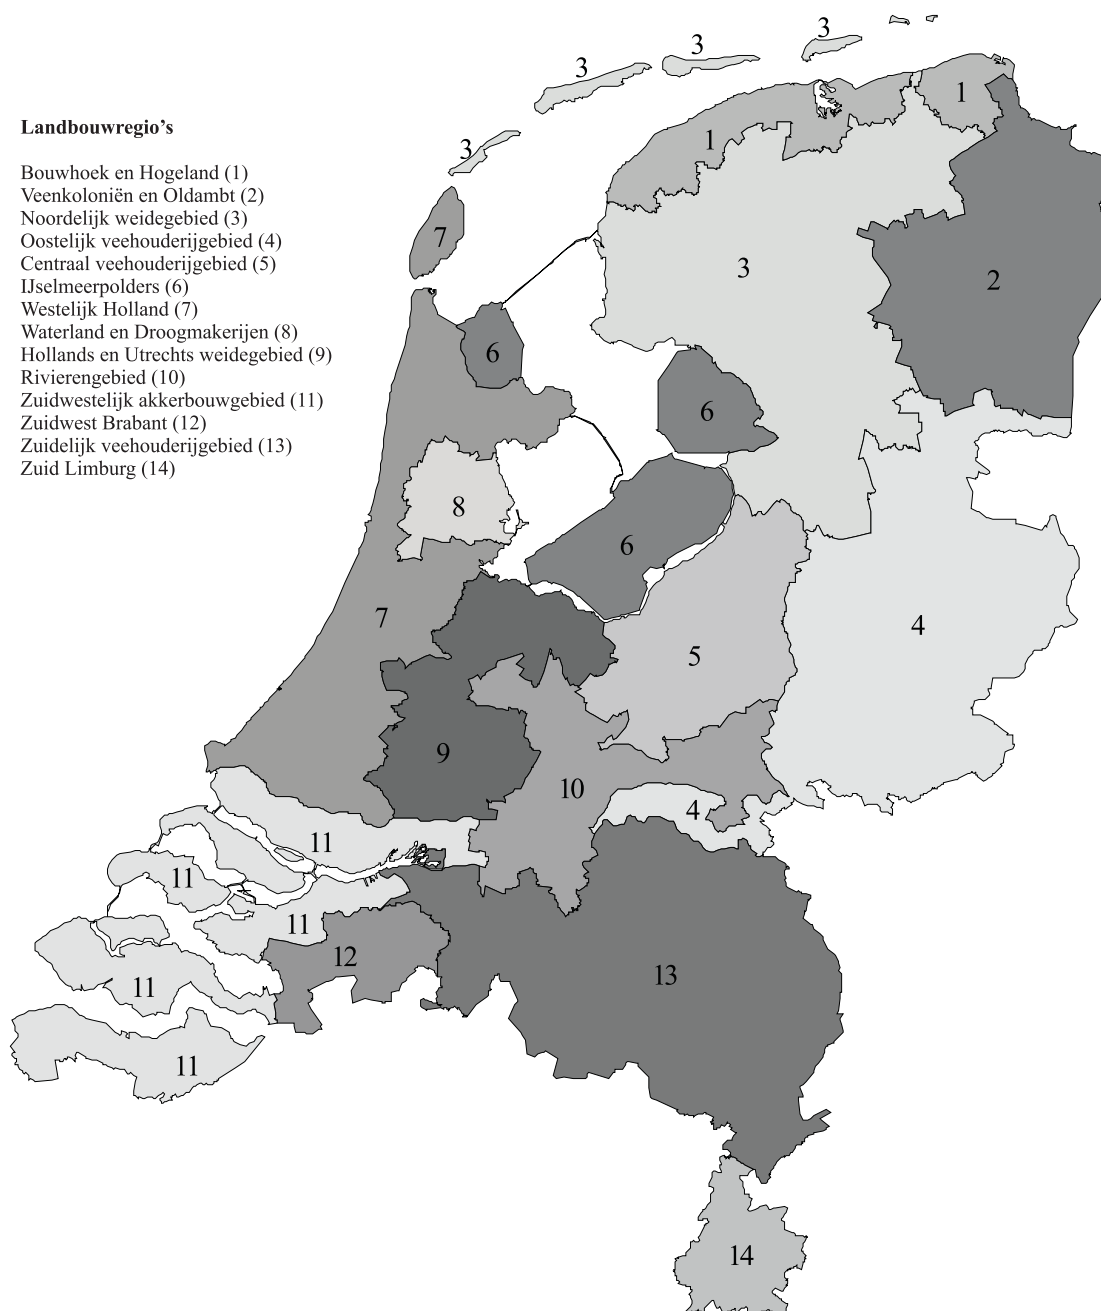 Landbouwregio's
Bouwhoek en Hogeland (1)
Veenkoloniën en Oldambt (2)
Noordelijk weidegebied (3)
Oostelijk veehouderijgebied (4)
Centraal veehouderijgebied (5)
IJselmeerpolders (6)
Westelijk Holland (7)
Waterland en Droogmakerijen (8)
Hollands en Utrechts weidegebied (9)
Rivierengebied (10)
Zuidwestelijk akkerbouwgebied (11)
Zuidwest Brabant (12)
Zuidelijk veehouderijgebied (13)
Zuid Limburg (14)
3
3
3
3
1
1
7
3
2
6
6
8
6
7
4
5
9
10
4
11
11
11
12
13
11
11
14